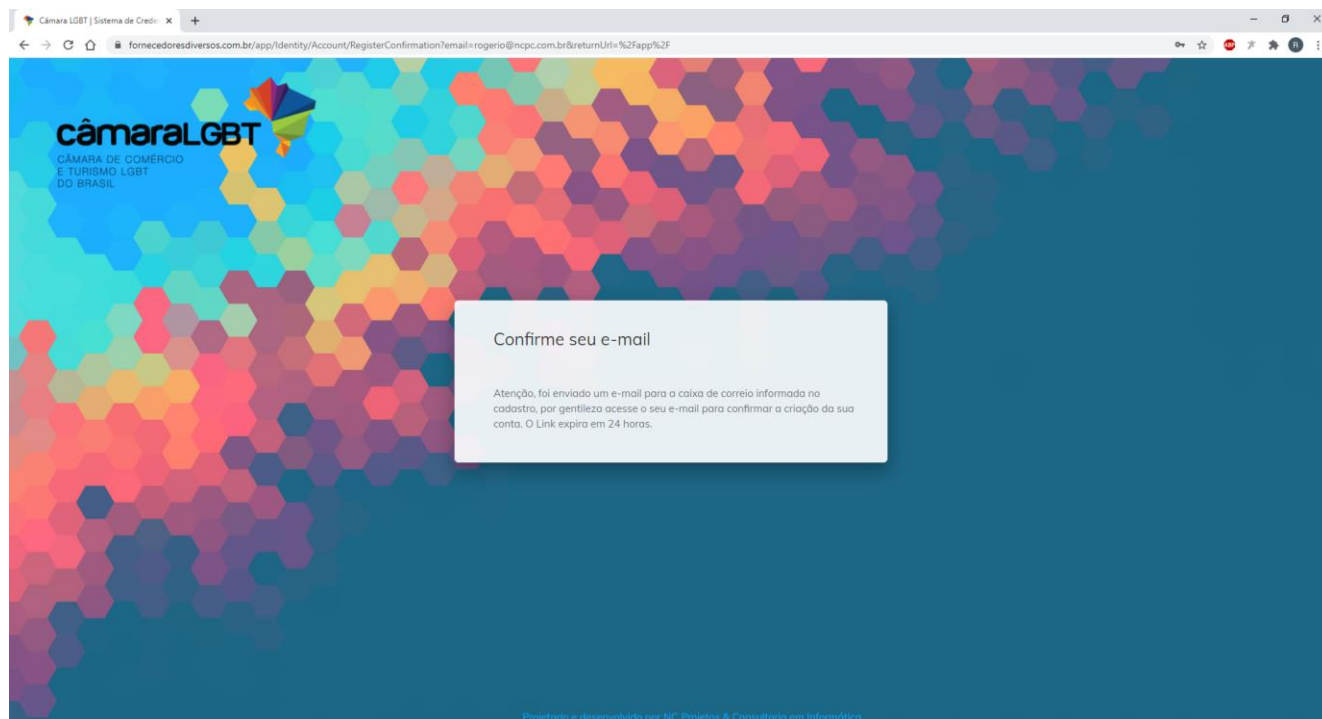 Câmara LGBT | Sistema de Crede
fornecedoresdiversos.com.br/app/Identity/Account/RegisterConfirmation?email=rogerio@ncpc.com.br&returnUrl=%2Fapp%2F
ABP
R
câmaraLGBT
CÂMARA DE COMÉRCIO
E TURISMO LGBT
DO BRASIL
Confirme seu e-mail
Atenção, foi enviado um e-mail para a caixa de correio informada no
cadastro, por gentileza acesse o seu e-mail para confirmar a criação da sua
conta. O Link expira em 24 horas.
Projetado e desenvolvido por NC Projetos & Consultoria em Informática